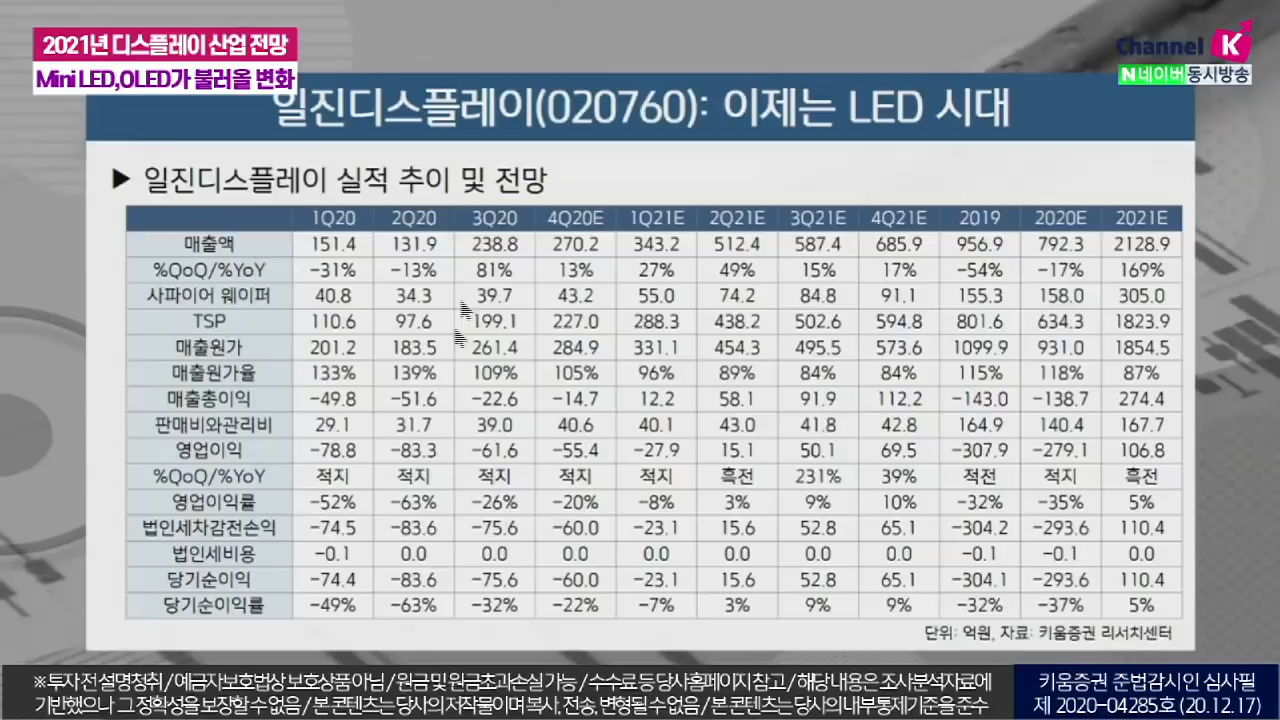 2021년 디스플레이 산업 전망
Mini LED,OLED가 불러올 변화
Channel K
N 네이버 동시방송
일진디스플레이(020760): 이제는 LED 시대
▶ 일진디스플레이 실적 추이 및 전망
1Q20 2Q20 3Q20 4Q20E 1Q21E 2Q21E 3Q21E 4Q21E 2019 2020E 2021E
매출액 151.4 131.9 238.8 270.2 343.2 512.4 587.4 685.9 956.9 792.3 2128.9
%QoQ/%YoY -31% -13% 81% 13% 27% 49% 15% 17% -54% -17% 169%
사파이어 웨이퍼 40.8 34.3 39.7 43.2 55.0 74.2 84.8 91.1 155.3 158.0 305.0
TSP 110.6 97.6 199.1 227.0 288.3 438.2 502.6 594.8 801.6 634.3 1823.9
매출원가 201.2 183.5 261.4 284.9 331.1 454.3 495.5 573.6 1099.9 931.0 1854.5
매출원가율 133% 139% 109% 105% 96% 89% 84% 84% 115% 118% 87%
매출총이익 -49.8 -51.6 -22.6 -14.7 12.2 58.1 91.9 112.2 -143.0 -138.7 274.4
판매비와관리비 29.1 31.7 39.0 40.6 40.1 43.0 41.8 42.8 164.9 140.4 167.7
영업이익 -78.8 -83.3 -61.6 -55.4 -27.9 15.1 50.1 69.5 -307.9 -279.1 106.8
%QoQ/%YoY 적지 적지 적지 적지 적지 흑전 231% 39% 적전 적지 흑전
영업이익률 -52% -63% -26% -20% -8% 3% 9% 10% -32% -35% 5%
법인세차감전손익 -74.5 -83.6 -75.6 -60.0 -23.1 15.6 52.8 65.1 -304.2 -293.6 110.4
법인세비용 -0.1 0.0 0.0 0.0 0.0 0.0 0.0 0.0 -0.1 -0.1 0.0
당기순이익 -74.4 -83.6 -75.6 -60.0 -23.1 15.6 52.8 65.1 -304.1 -293.6 110.4
당기순이익률 -49% -63% -32% -22% -7% 3% 9% 9% -32% -37% 5%
단위: 억원, 자료: 키움증권 리서치센터
※ 투자 전 설명청취 / 예금자보호법상 보호상품 아님 / 원금 및 원금초과손실 가능 / 수수료 등 당사홈페이지 참고 / 해당 내용은 조사분석자료에
기반했으나 그 정확성을 보장할 수 없음 / 본 콘텐츠는 당사의 저작물이며 복사, 전송, 변형될 수 없음 / 본 콘텐츠는 당사의 내부통제기준을 준수
키움증권 준법감시인 심사필
제 2020-04285호 (20.12.17)